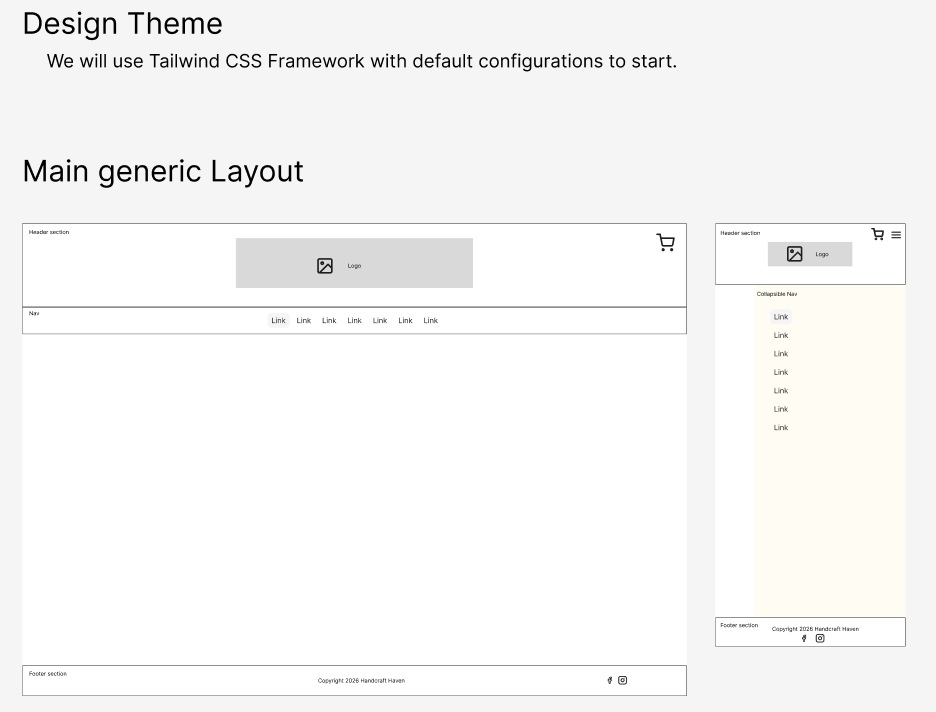 Design Theme
We will use Tailwind CSS Framework with default configurations to start.
Main generic Layout
Header section
Logo
Nav
Link Link Link Link Link Link Link
Footer section
Copyright 2026 Handcraft Haven
Header section
Logo
Collapsible Nav
Link
Link
Link
Link
Link
Link
Link
Footer section
Copyright 2026 Handcraft Haven